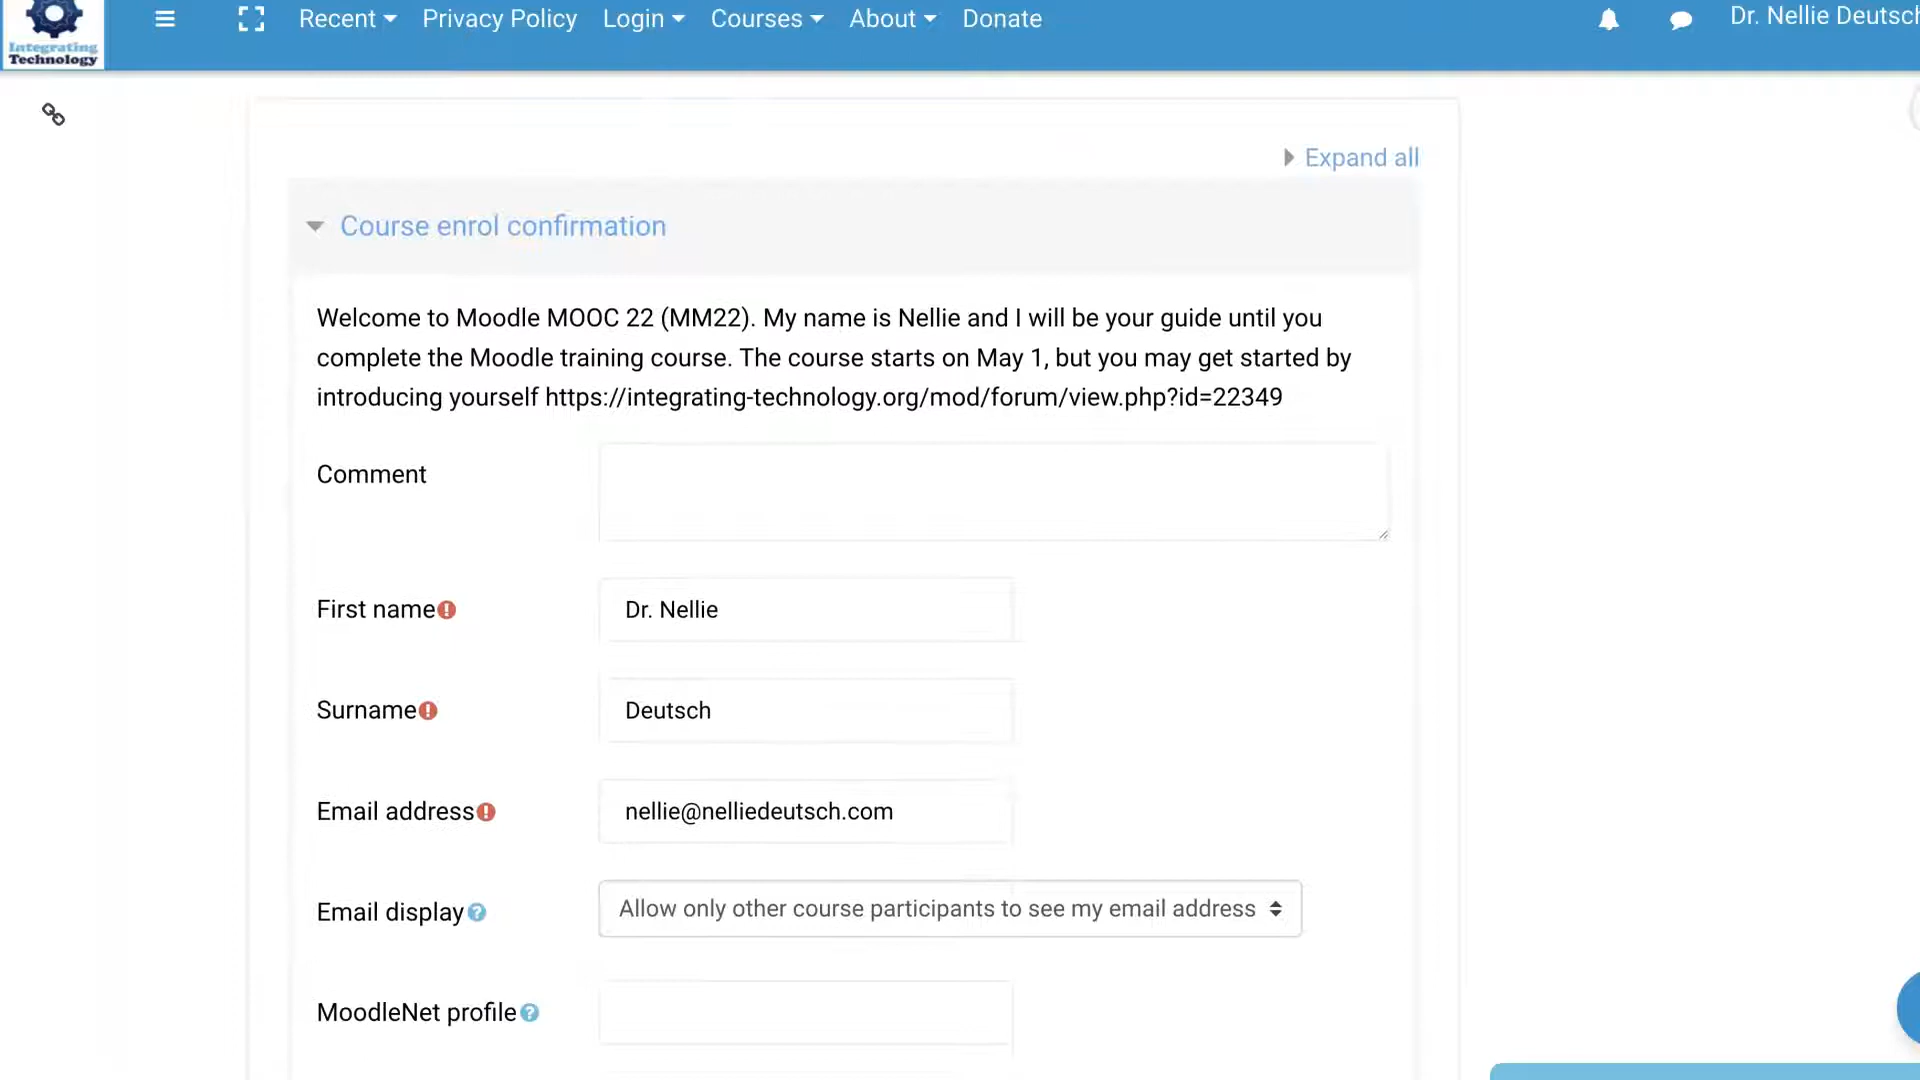 Integrating
Technology
Recent Privacy Policy Login Courses About Donate
Dr. Nellie Deutsch
Expand all
Course enrol confirmation
Welcome to Moodle MOOC 22 (MM22). My name is Nellie and I will be your guide until you
complete the Moodle training course. The course starts on May 1, but you may get started by
introducing yourself https://integrating-technology.org/mod/forum/view.php?id=22349
Comment
First name
Dr. Nellie
Surname
Deutsch
Email address
nellie@nelliedeutsch.com
Email display
Allow only other course participants to see my email address
MoodleNet profile